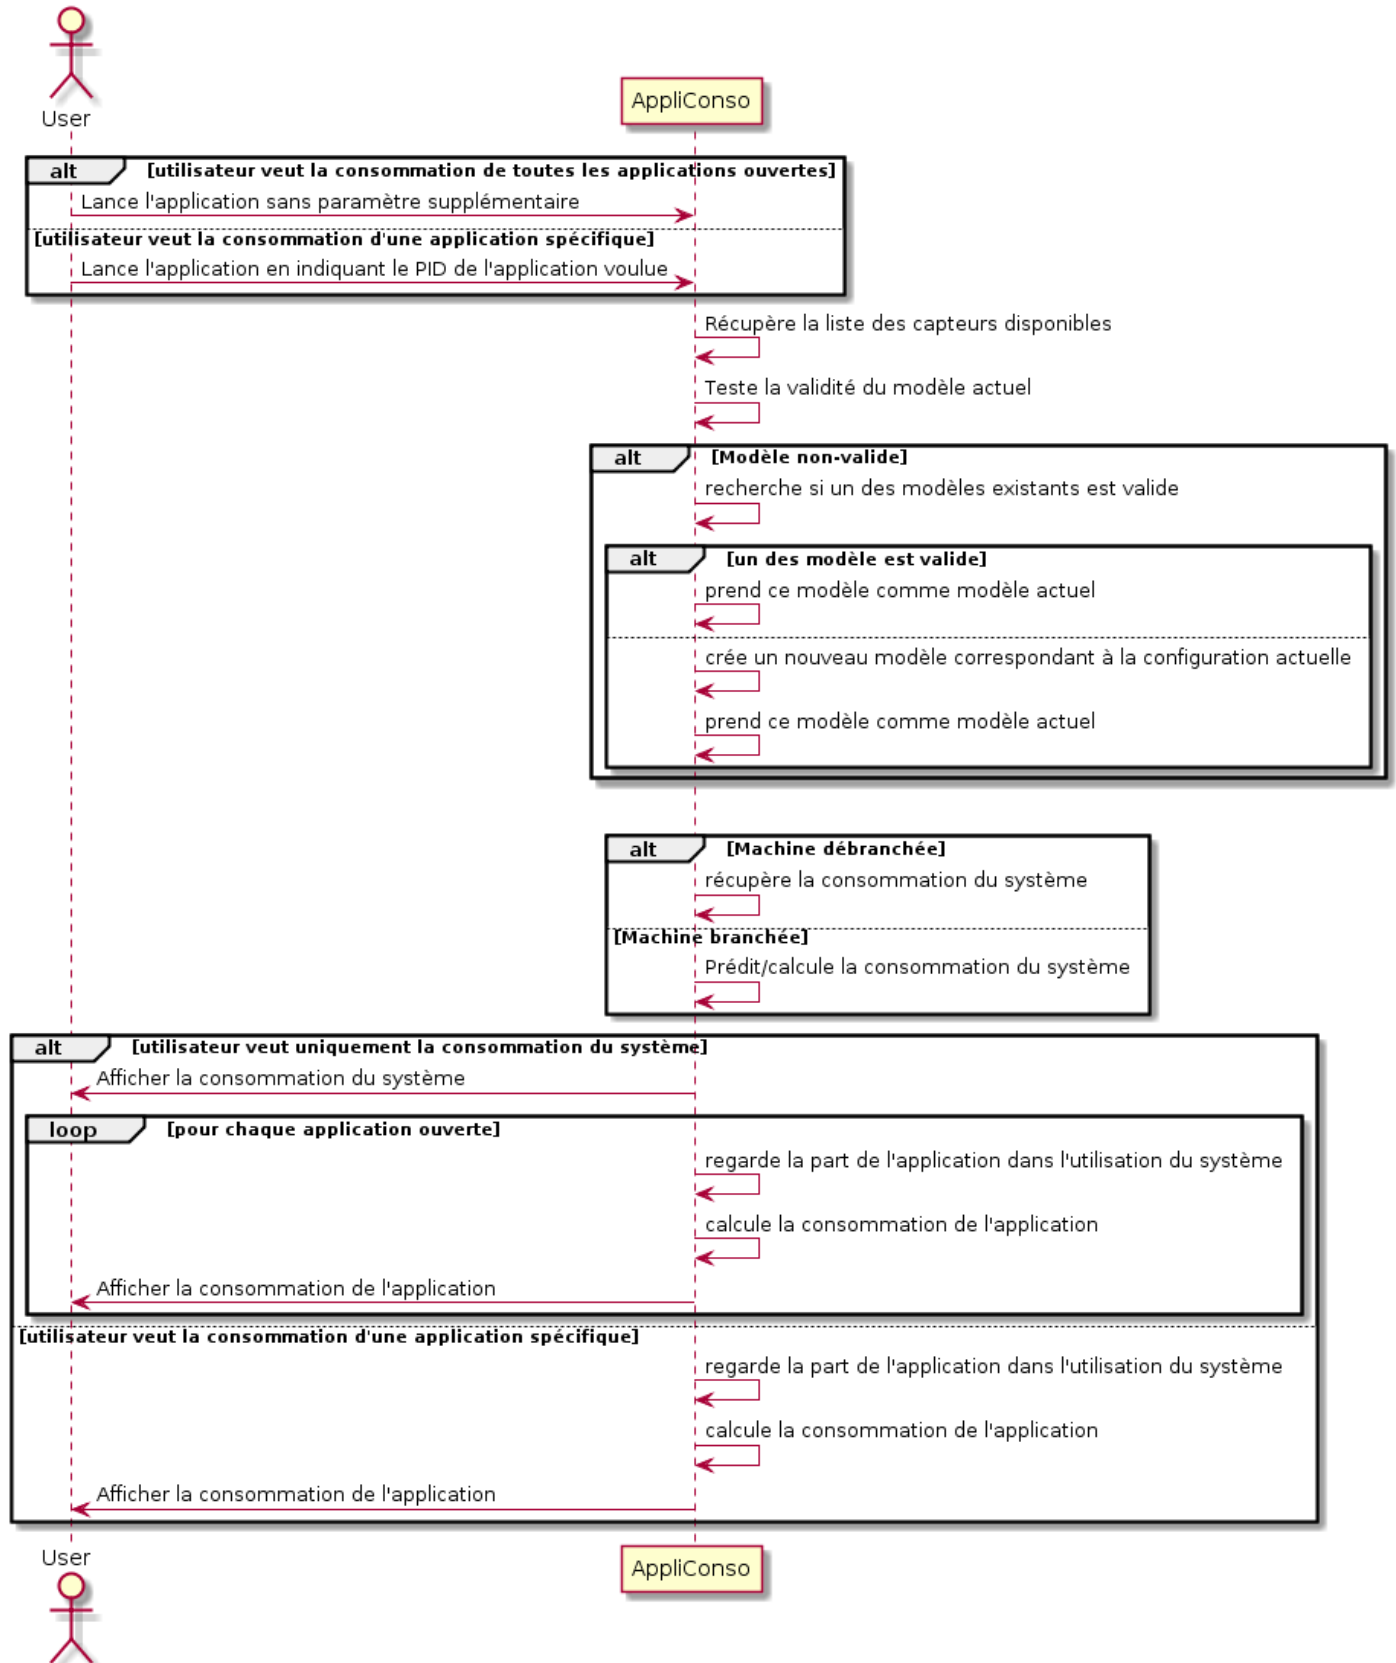 User
AppliConso
alt [utilisateur veut la consommation de toutes les applications ouvertes]
Lance l'application sans paramètre supplémentaire
[utilisateur veut la consommation d'une application spécifique]
Lance l'application en indiquant le PID de l'application voulue
Récupère la liste des capteurs disponibles
Teste la validité du modèle actuel
alt [Modèle non-valide]
recherche si un des modèles existants est valide
alt [un des modèle est valide]
prend ce modèle comme modèle actuel
crée un nouveau modèle correspondant à la configuration actuelle
prend ce modèle comme modèle actuel
alt [Machine débranchée]
récupère la consommation du système
[Machine branchée]
Prédit/calcule la consommation du système
alt [utilisateur veut uniquement la consommation du système]
Afficher la consommation du système
loop [pour chaque application ouverte]
regarde la part de l'application dans l'utilisation du système
calcule la consommation de l'application
Afficher la consommation de l'application
[utilisateur veut la consommation d'une application spécifique]
regarde la part de l'application dans l'utilisation du système
calcule la consommation de l'application
Afficher la consommation de l'application
User
AppliConso